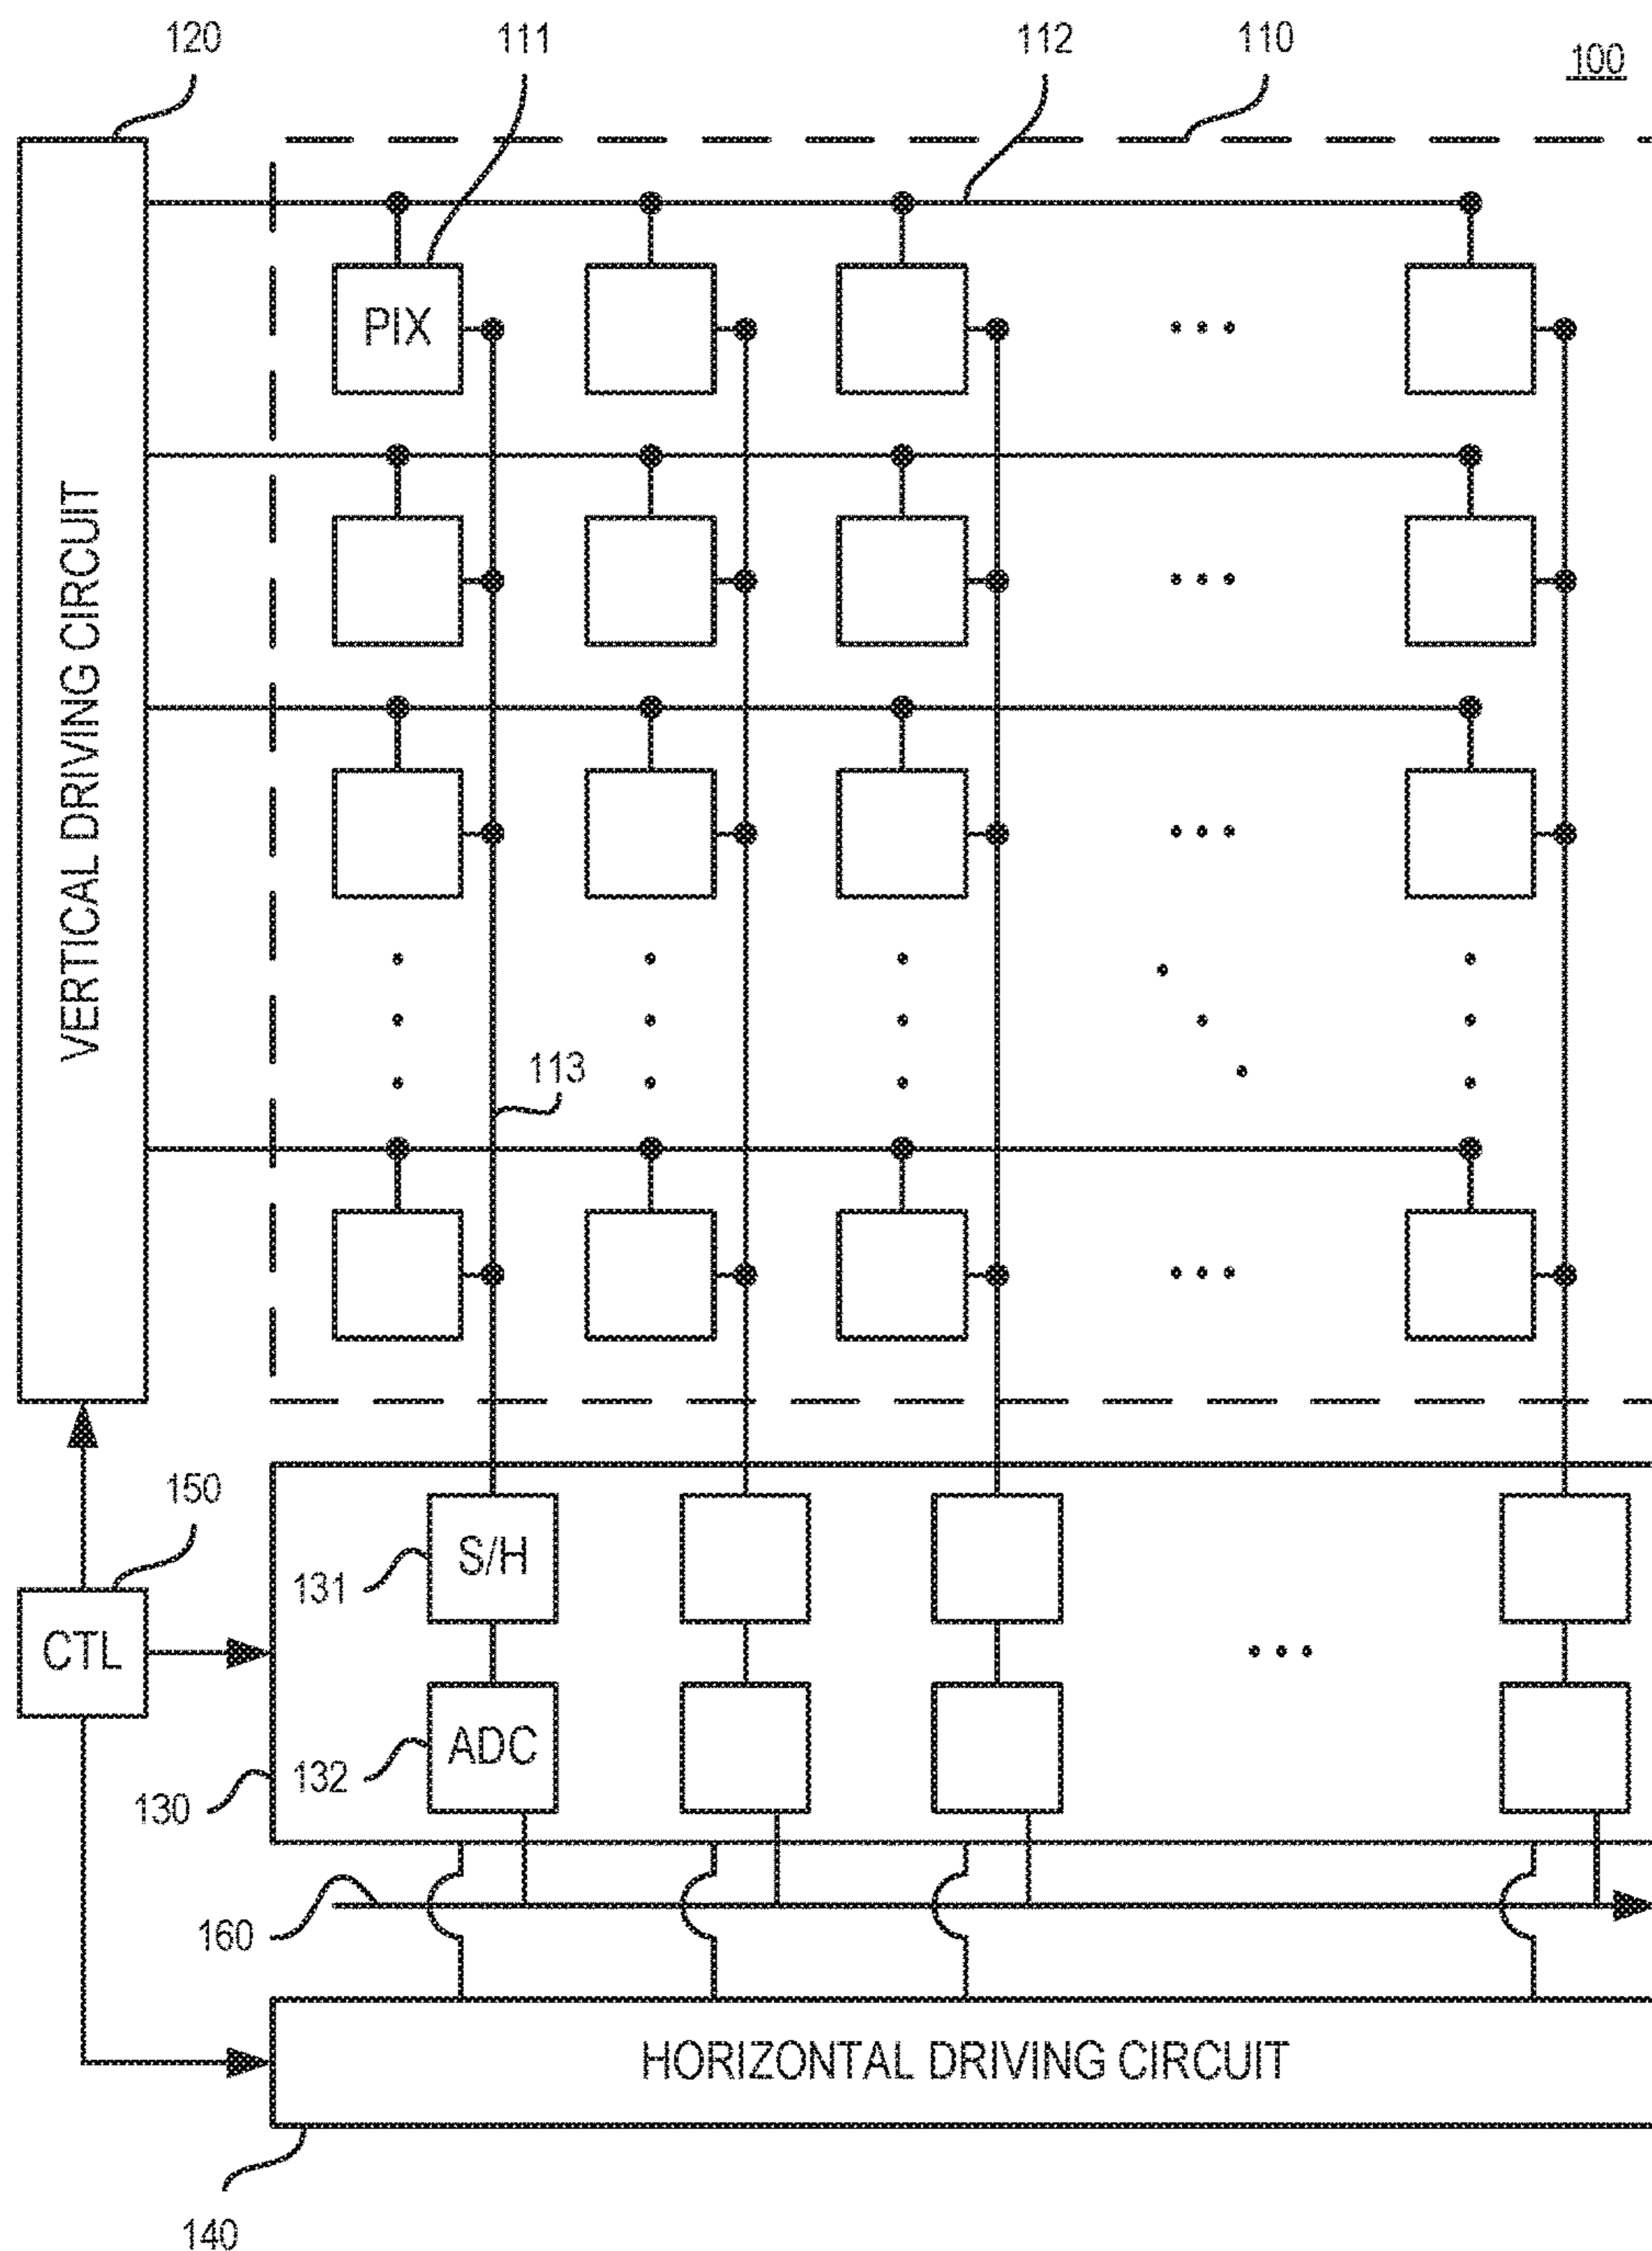 120
111
112
110
100
PIX
VERTICAL DRIVING CIRCUIT
113
150
S/H
131
CTL
ADC
132
130
160
HORIZONTAL DRIVING CIRCUIT
140